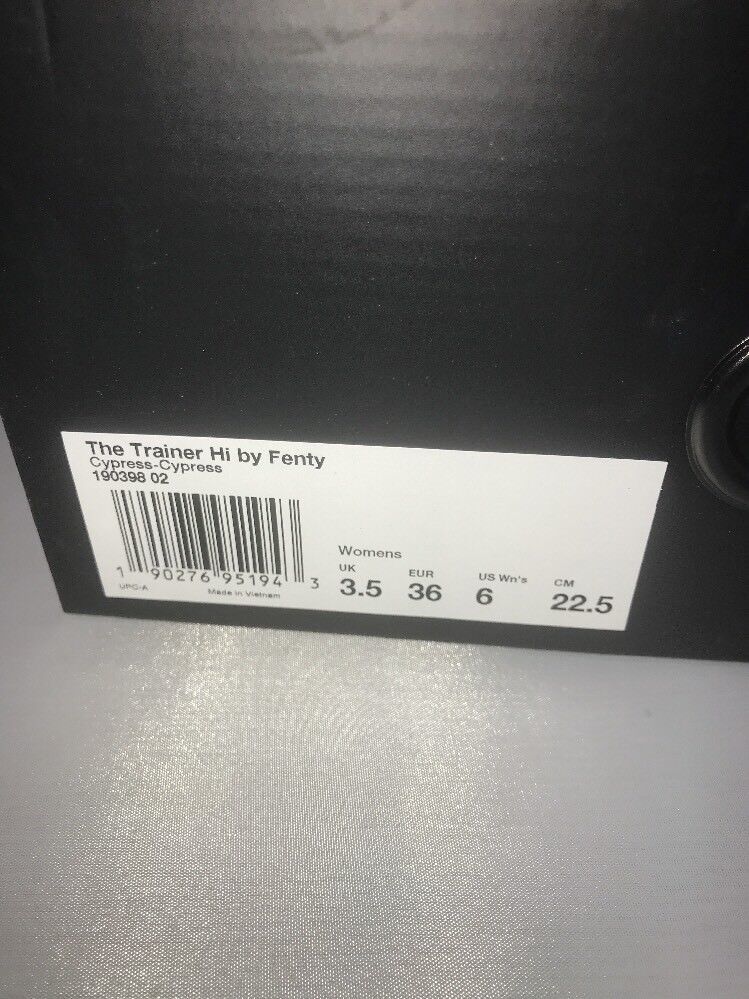 The Trainer Hi by Fenty
Cypress-Cypress
190398 02
1 90276 95194 3
UPC-A
Made in Vietnam
Womens
UK EUR US Wn's CM
3.5 36 6 22.5